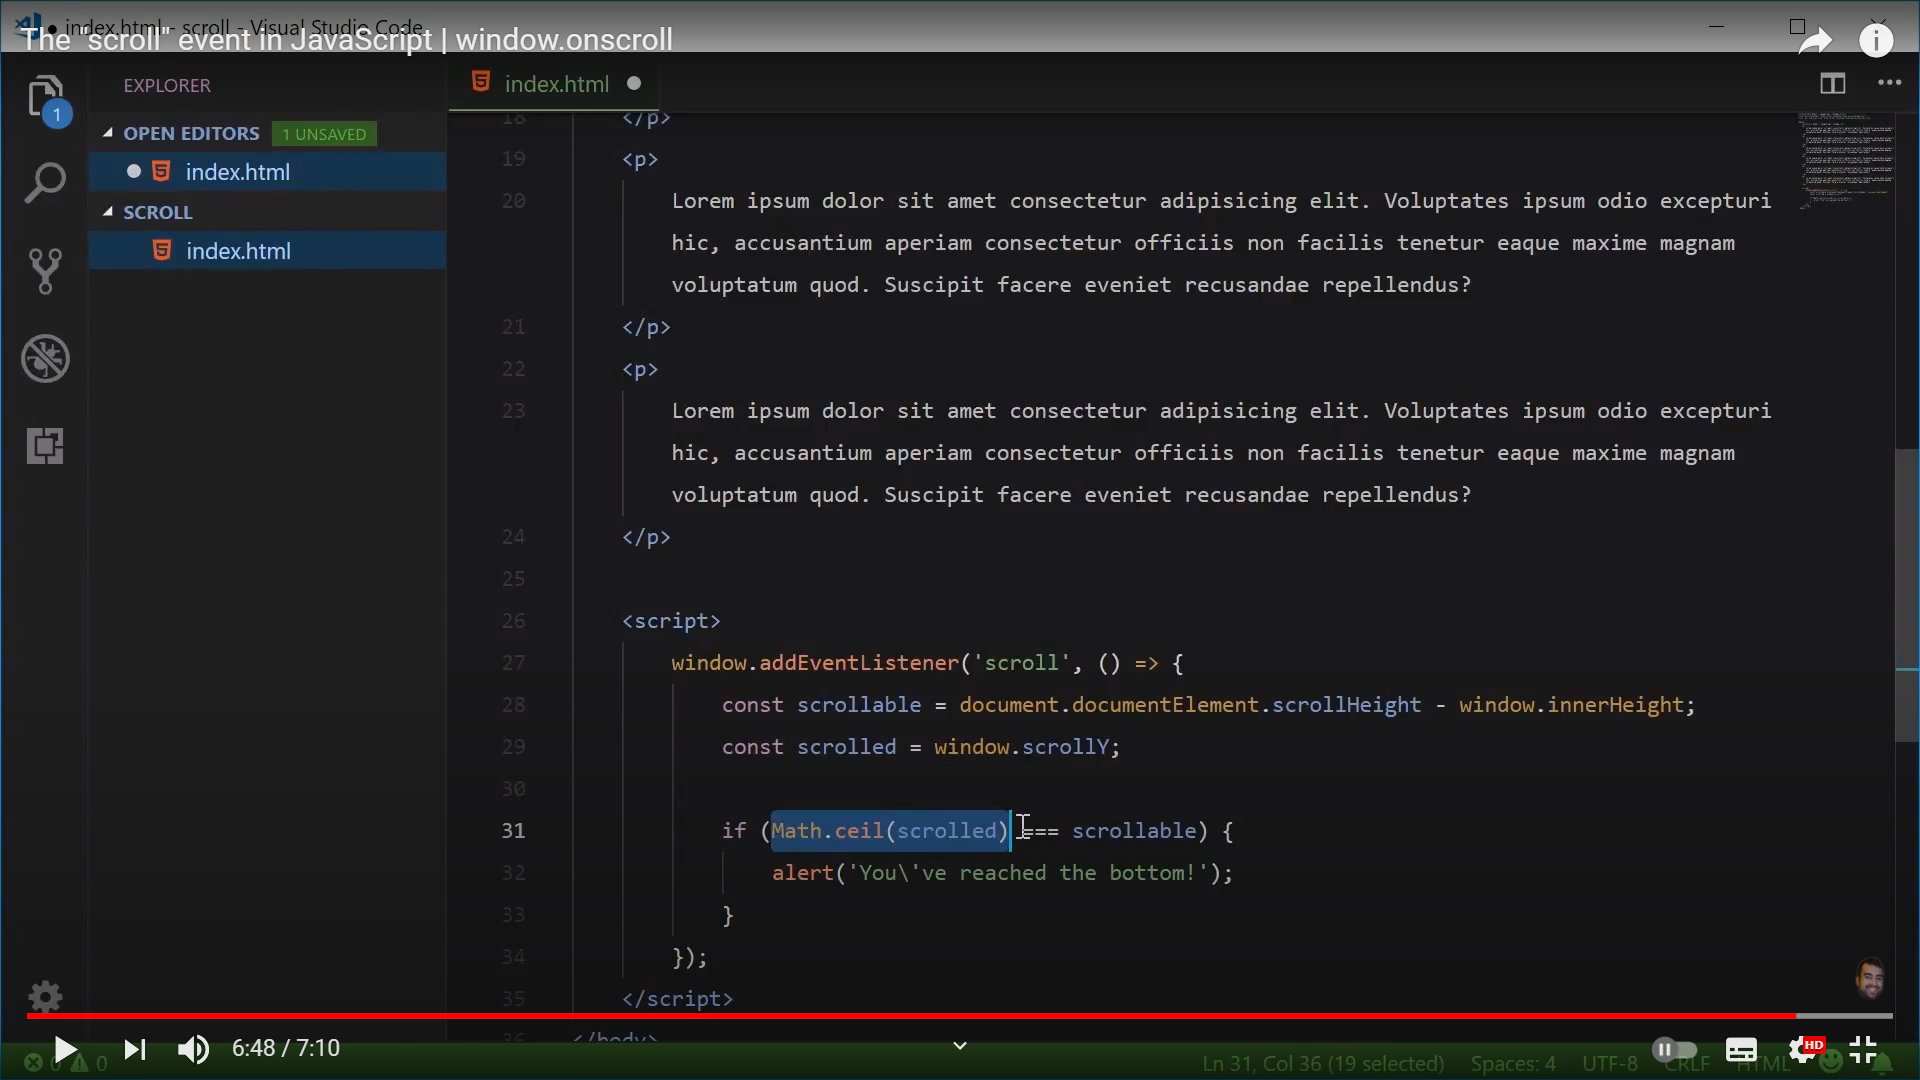 index.html - scroll - Visual Studio Code
The "scroll" event in JavaScript | window.onscroll
EXPLORER
1
OPEN EDITORS 1 UNSAVED
index.html
SCROLL
index.html
index.html
18 </p>
19 <p>
20 Lorem ipsum dolor sit amet consectetur adipisicing elit. Voluptates ipsum odio excepturi
hic, accusantium aperiam consectetur officiis non facilis tenetur eaque maxime magnam
voluptatum quod. Suscipit facere eveniet recusandae repellendus?
21 </p>
22 <p>
23 Lorem ipsum dolor sit amet consectetur adipisicing elit. Voluptates ipsum odio excepturi
hic, accusantium aperiam consectetur officiis non facilis tenetur eaque maxime magnam
voluptatum quod. Suscipit facere eveniet recusandae repellendus?
24 </p>
25
26 <script>
27 window.addEventListener('scroll', () => {
28 const scrollable = document.documentElement.scrollHeight - window.innerHeight;
29 const scrolled = window.scrollY;
30
31 if (Math.ceil(scrolled) === scrollable) {
32 alert('You\'ve reached the bottom!');
33 }
34 });
35 </script>
36 </body>
6:48 / 7:10
HD
0 0 Ln 31, Col 36 (19 selected) Spaces: 4 UTF-8 CRLF HTML